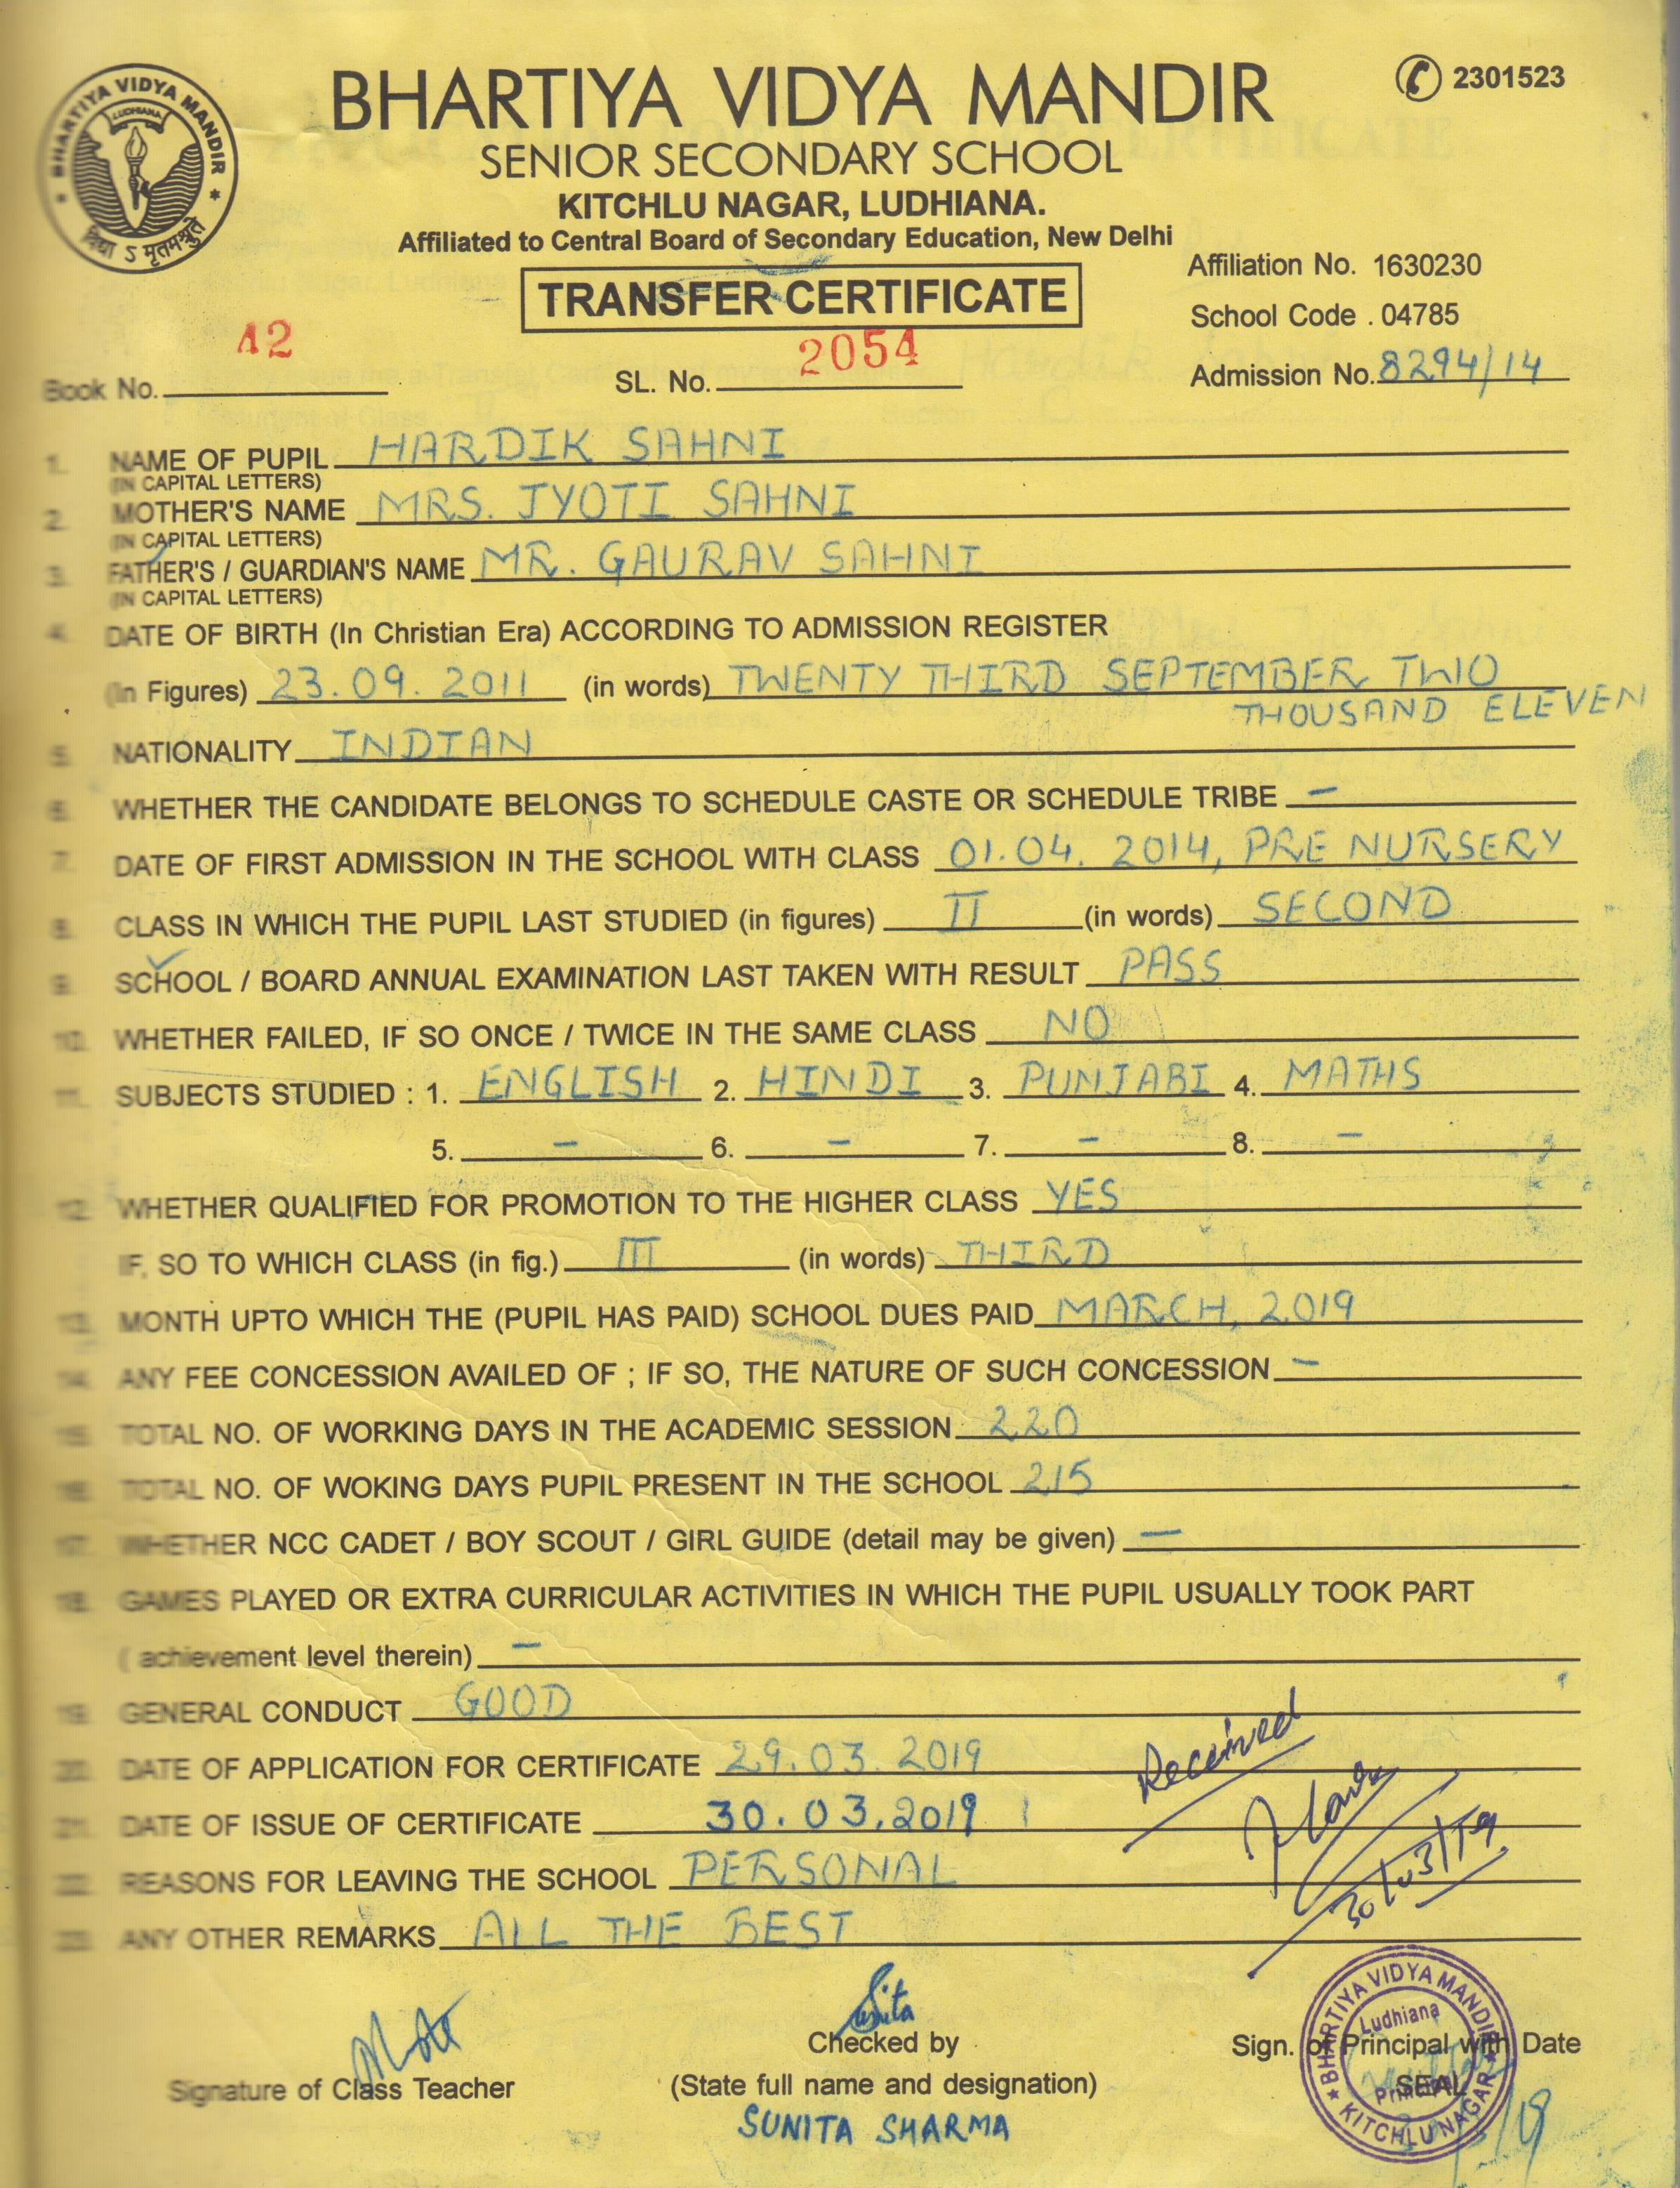 BHARTIYA VIDYA MANDIR
LUDHIANA
विद्या ऽ मृतमश्नुते
BHARTIYA VIDYA MANDIR
2301523
SENIOR SECONDARY SCHOOL
KITCHLU NAGAR, LUDHIANA.
Affiliated to Central Board of Secondary Education, New Delhi
TRANSFER CERTIFICATE
Affiliation No. 1630230
School Code . 04785
Book No. 42 SL. No. 2054 Admission No. 8294/14
1. NAME OF PUPIL HARDIK SAHNI
(IN CAPITAL LETTERS)
2. MOTHER'S NAME MRS. JYOTI SAHNI
(IN CAPITAL LETTERS)
3. FATHER'S / GUARDIAN'S NAME MR. GAURAV SAHNI
(IN CAPITAL LETTERS)
4. DATE OF BIRTH (In Christian Era) ACCORDING TO ADMISSION REGISTER
(In Figures) 23.09.2011 (in words) TWENTY THIRD SEPTEMBER TWO
THOUSAND ELEVEN
5. NATIONALITY INDIAN
6. WHETHER THE CANDIDATE BELONGS TO SCHEDULE CASTE OR SCHEDULE TRIBE –
7. DATE OF FIRST ADMISSION IN THE SCHOOL WITH CLASS 01.04.2014, PRE NURSERY
8. CLASS IN WHICH THE PUPIL LAST STUDIED (in figures) II (in words) SECOND
9. SCHOOL / BOARD ANNUAL EXAMINATION LAST TAKEN WITH RESULT PASS
10. WHETHER FAILED, IF SO ONCE / TWICE IN THE SAME CLASS NO
11. SUBJECTS STUDIED : 1. ENGLISH 2. HINDI 3. PUNJABI 4. MATHS
5. – 6. – 7. – 8. –
12. WHETHER QUALIFIED FOR PROMOTION TO THE HIGHER CLASS YES
IF, SO TO WHICH CLASS (in fig.) III (in words) THIRD
13. MONTH UPTO WHICH THE (PUPIL HAS PAID) SCHOOL DUES PAID MARCH, 2019
14. ANY FEE CONCESSION AVAILED OF ; IF SO, THE NATURE OF SUCH CONCESSION –
15. TOTAL NO. OF WORKING DAYS IN THE ACADEMIC SESSION 220
16. TOTAL NO. OF WOKING DAYS PUPIL PRESENT IN THE SCHOOL 215
17. WHETHER NCC CADET / BOY SCOUT / GIRL GUIDE (detail may be given) –
18. GAMES PLAYED OR EXTRA CURRICULAR ACTIVITIES IN WHICH THE PUPIL USUALLY TOOK PART
( achievement level therein) –
19. GENERAL CONDUCT GOOD
20. DATE OF APPLICATION FOR CERTIFICATE 29.03.2019
21. DATE OF ISSUE OF CERTIFICATE 30.03.2019
22. REASONS FOR LEAVING THE SCHOOL PERSONAL
23. ANY OTHER REMARKS ALL THE BEST
Received
30/03/19
Signature of Class Teacher
Checked by
(State full name and designation)
SUNITA SHARMA
Sign. of Principal with Date
SEAL
BHARTIYA VIDYA MANDIR
Ludhiana
Principal
KITCHLU NAGAR